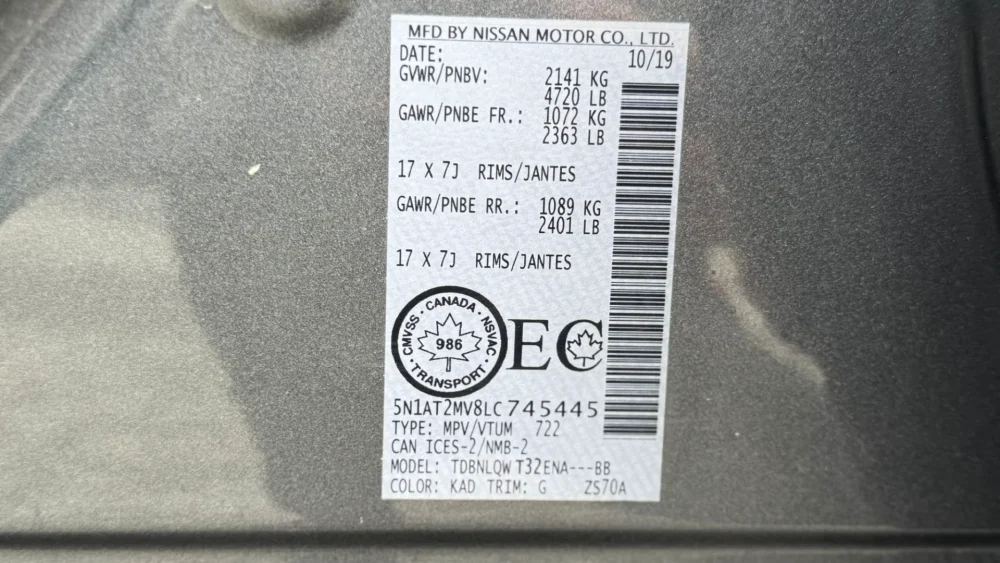 MFD BY NISSAN MOTOR CO., LTD.
DATE: 10/19
GVWR/PNBV: 2141 KG
4720 LB
GAWR/PNBE FR.: 1072 KG
2363 LB
17 X 7J RIMS/JANTES
GAWR/PNBE RR.: 1089 KG
2401 LB
17 X 7J RIMS/JANTES
CMVSS · CANADA · NSVAC · TRANSPORT ·
986
EC
5N1AT2MV8LC745445
TYPE: MPV/VTUM 722
CAN ICES-2/NMB-2
MODEL: TDBNLQW T32ENA---BB
COLOR: KAD TRIM: G ZS70A